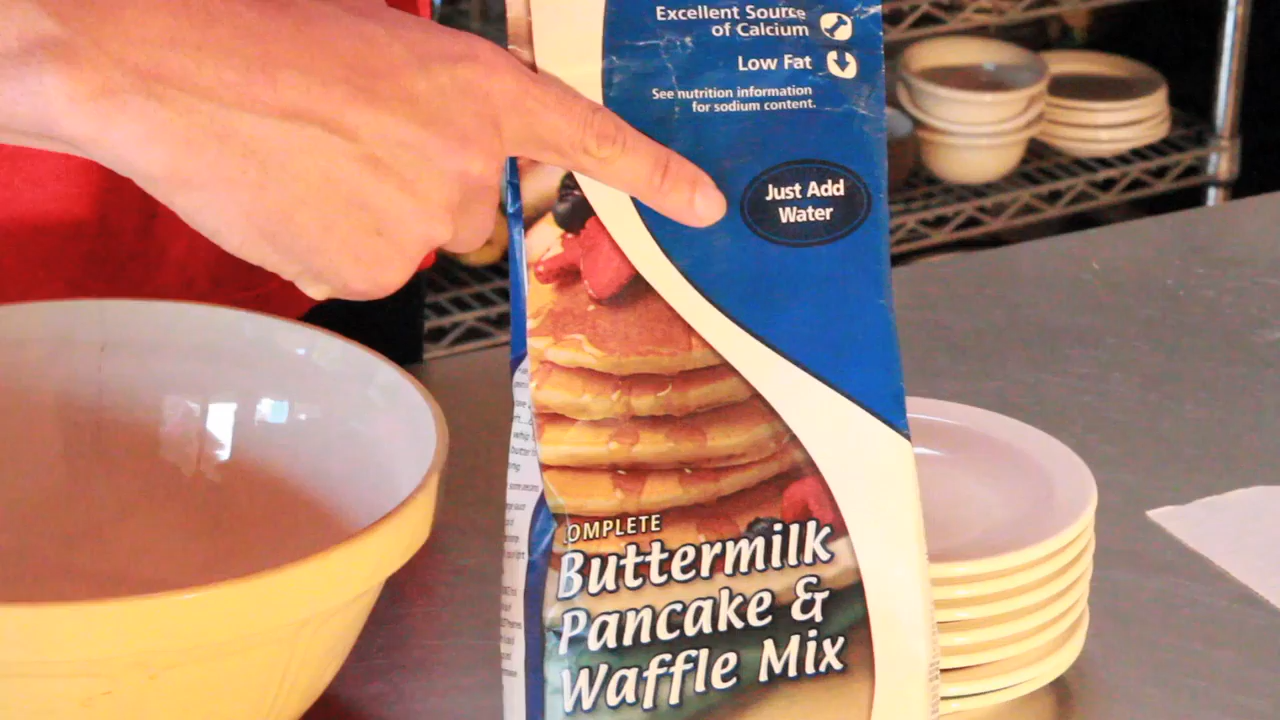 Excellent Source
of Calcium
Low Fat
See nutrition information
for sodium content.
Just Add
Water
OMPLETE
Buttermilk
Pancake &
Waffle Mix